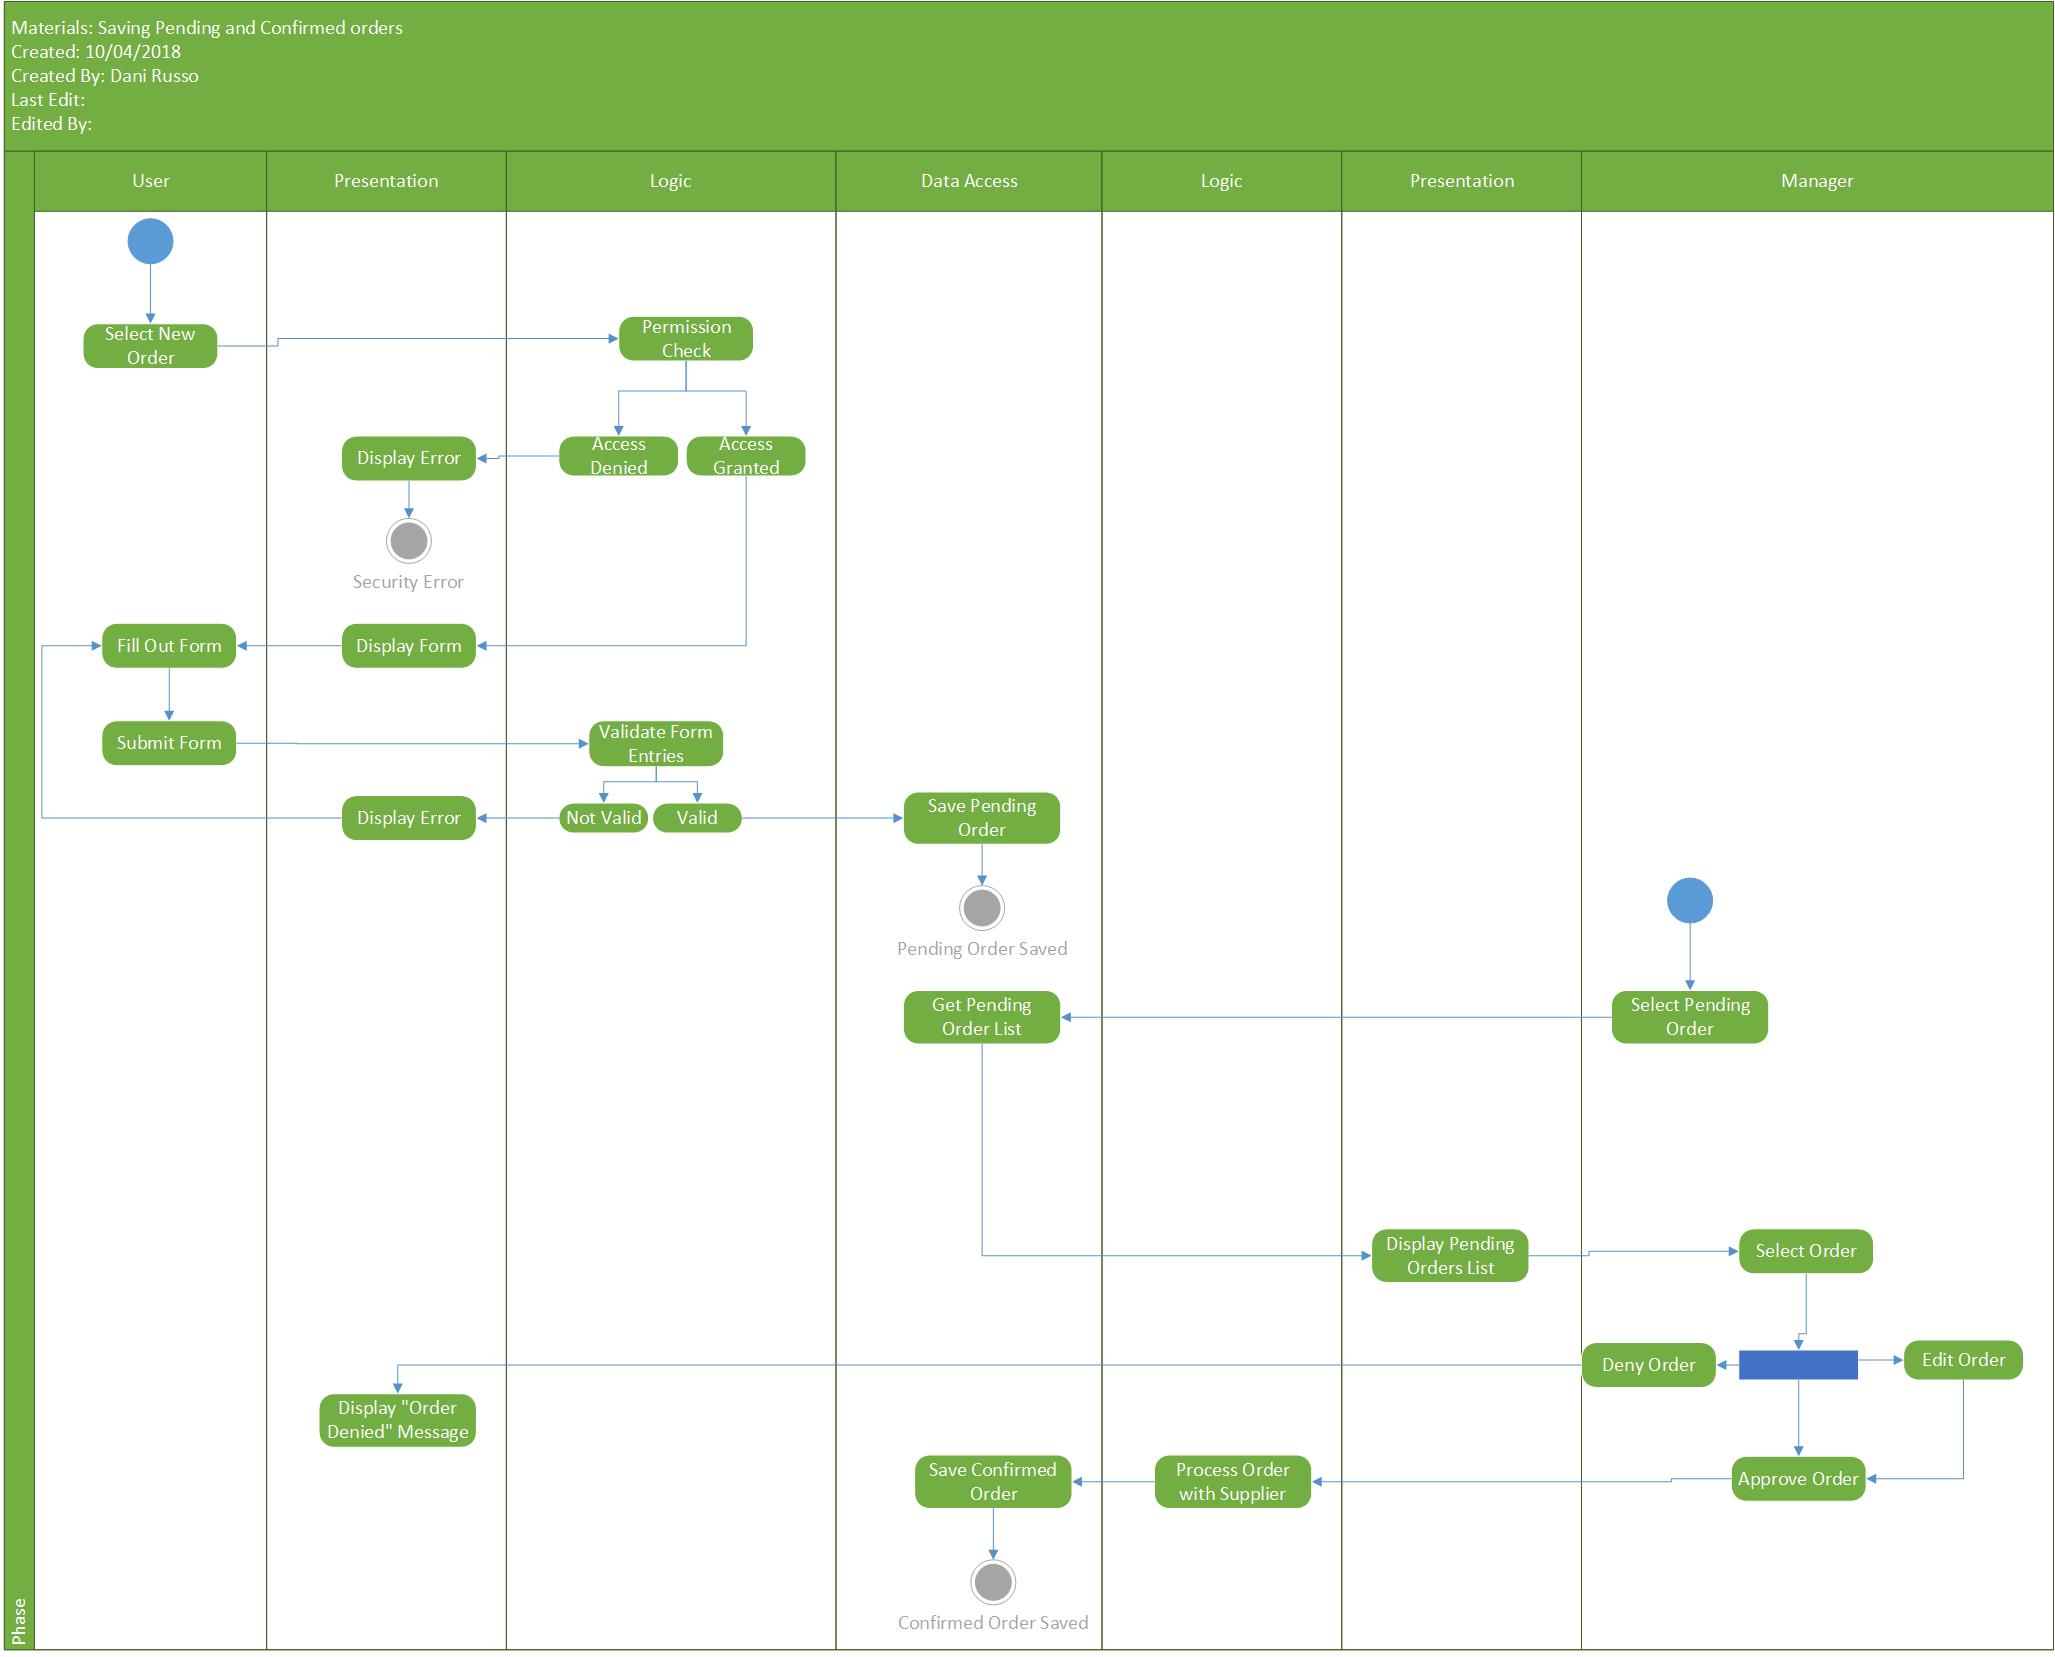 Materials: Saving Pending and Confirmed orders
Created: 10/04/2018
Created By: Dani Russo
Last Edit:
Edited By:
Phase
User
Presentation
Logic
Data Access
Logic
Presentation
Manager
Select New
Order
Permission
Check
Access
Denied
Access
Granted
Display Error
Security Error
Fill Out Form
Display Form
Submit Form
Validate Form
Entries
Display Error
Not Valid
Valid
Save Pending
Order
Pending Order Saved
Get Pending
Order List
Select Pending
Order
Display Pending
Orders List
Select Order
Deny Order
Edit Order
Display "Order
Denied" Message
Save Confirmed
Order
Process Order
with Supplier
Approve Order
Confirmed Order Saved